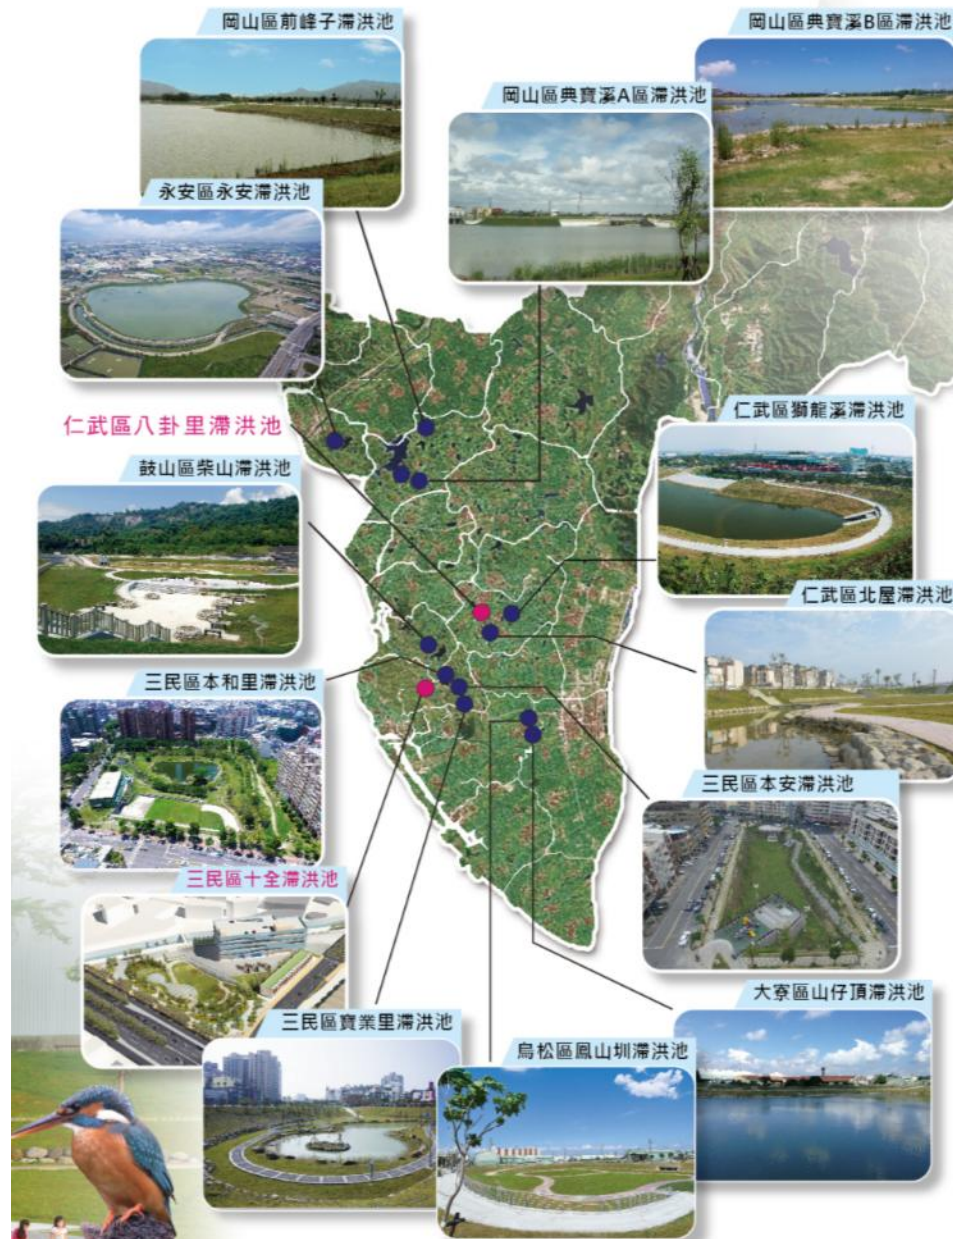 岡山區前峰子滯洪池
岡山區典寶溪B區滯洪池
岡山區典寶溪A區滯洪池
永安區永安滯洪池
仁武區八卦里滯洪池
仁武區獅龍溪滯洪池
鼓山區柴山滯洪池
仁武區北屋滯洪池
三民區本和里滯洪池
三民區本安滯洪池
三民區十全滯洪池
大寮區山仔頂滯洪池
三民區寶業里滯洪池
鳥松區鳳山圳滯洪池